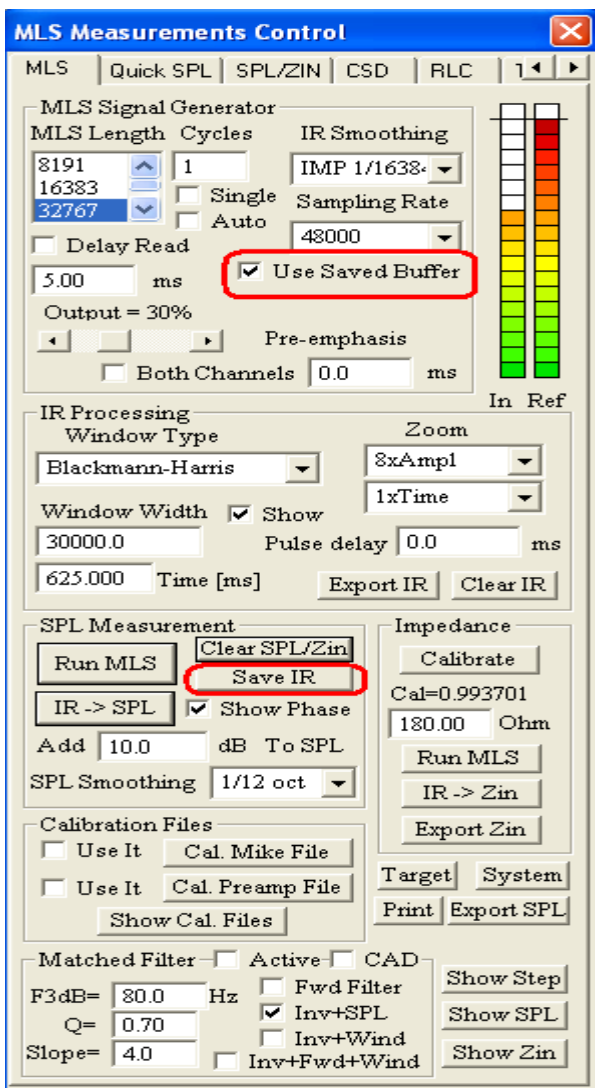 MLS Measurements Control
MLS Quick SPL SPL/ZIN CSD RLC
MLS Signal Generator
MLS Length Cycles IR Smoothing
8191 1 IMP 1/1638
16383 Single Sampling Rate
32767 Auto
Delay Read 48000
5.00 ms Use Saved Buffer
Output = 30%
Pre-emphasis
Both Channels 0.0 ms
In Ref
IR Processing
Window Type Zoom
Blackmann-Harris 8xAmpl
1xTime
Window Width Show
30000.0 Pulse delay 0.0 ms
625.000 Time [ms] Export IR Clear IR
SPL Measurement Impedance
Run MLS Clear SPL/Zin Calibrate
Save IR
Cal=0.993701
IR -> SPL Show Phase 180.00 Ohm
Add 10.0 dB To SPL Run MLS
SPL Smoothing 1/12 oct IR -> Zin
Calibration Files Export Zin
Use It Cal. Mike File
Use It Cal. Preamp File Target System
Show Cal. Files Print Export SPL
Matched Filter Active CAD
F3dB= 80.0 Hz Fwd Filter Show Step
Q= 0.70 Inv+SPL Show SPL
Inv+Wind
Slope= 4.0 Inv+Fwd+Wind Show Zin